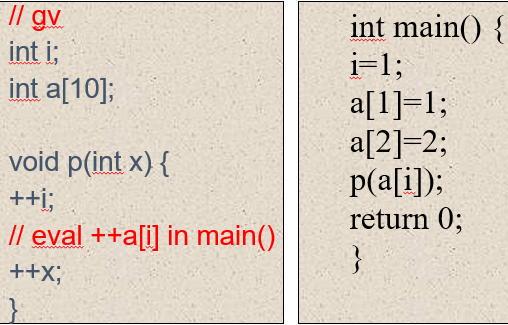 // gv
int i;
int a[10];
void p(int x) {
++i;
// eval ++a[i] in main()
++x;
}
int main() {
i=1;
a[1]=1;
a[2]=2;
p(a[i]);
return 0;
}